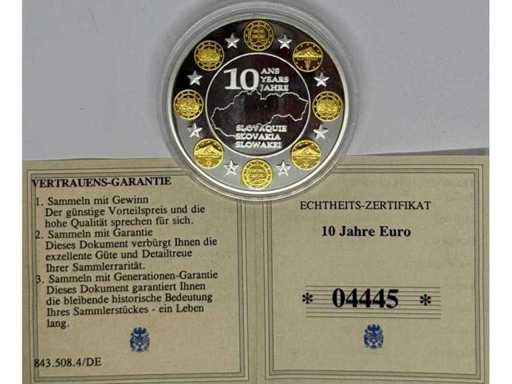 10 ANS
YEARS
JAHRE
SLOVAQUIE
SLOVAKIA
SLOWAKEI
VERTRAUENS-GARANTIE
1. Sammeln mit Gewinn
Der günstige Vorteilspreis und die
hohe Qualität sprechen für sich.
2. Sammeln mit Garantie
Dieses Dokument verbürgt Ihnen die
exzellente Güte und Detailtreue
Ihrer Sammlerrarität.
3. Sammeln mit Generationen-Garantie
Dieses Dokument garantiert Ihnen
die bleibende historische Bedeutung
Ihres Sammlerstückes - ein Leben
lang.
843.508.4/DE
ECHTHEITS-ZERTIFIKAT
10 Jahre Euro
* 04445 *